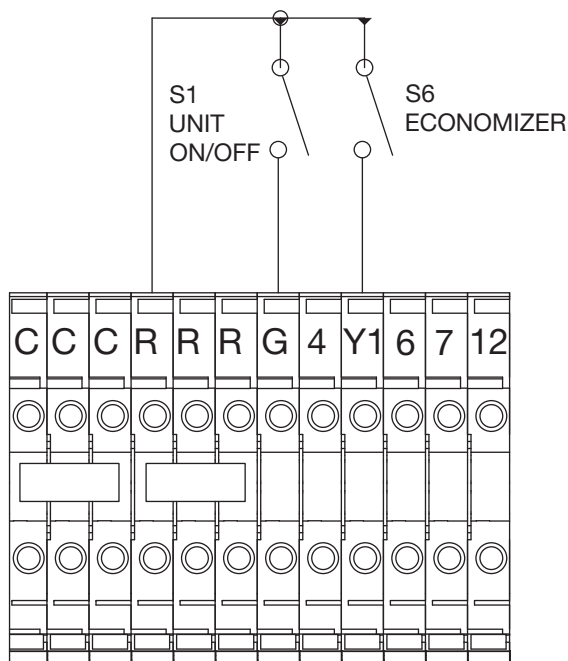 S1
UNIT
ON/OFF
S6
ECONOMIZER
C C C R R R G 4 Y1 6 7 12